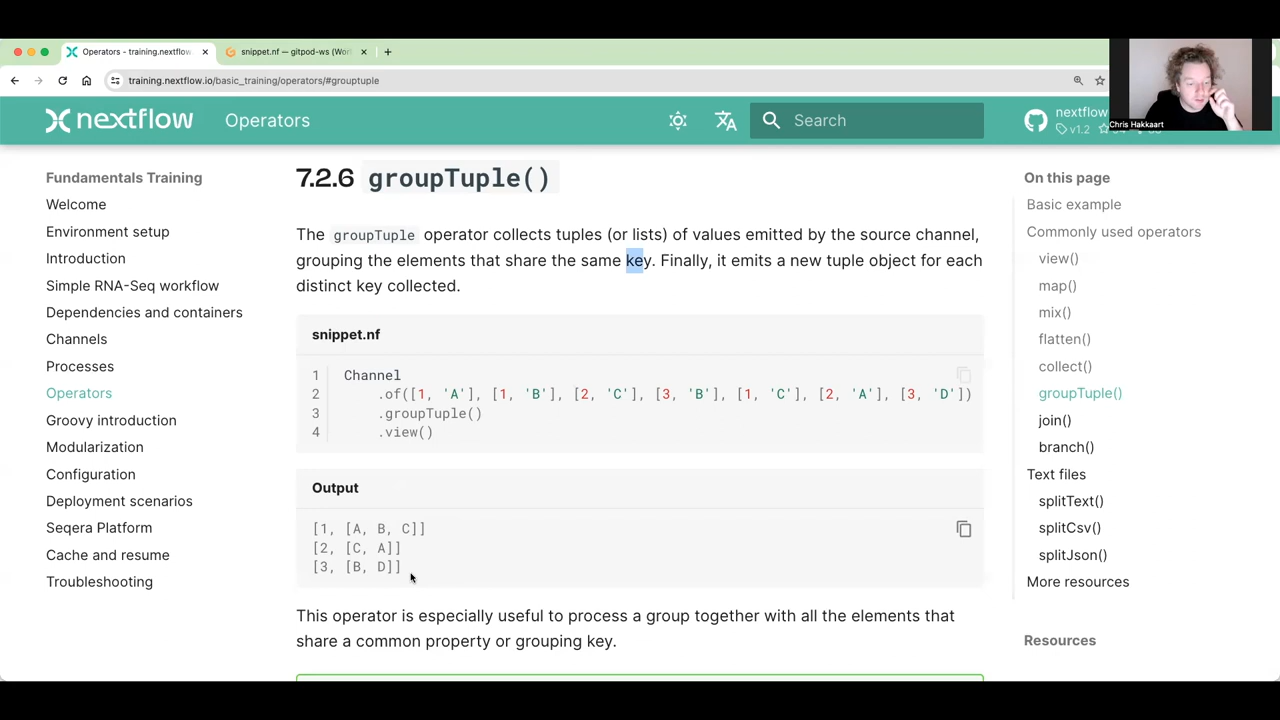 Operators - training.nextflow.
snippet.nf — gitpod-ws (Wor
training.nextflow.io/basic_training/operators/#grouptuple
Chris Hakkaart
nextflow
Operators
Search
nextflow
v1.2
Fundamentals Training
Welcome
Environment setup
Introduction
Simple RNA-Seq workflow
Dependencies and containers
Channels
Processes
Operators
Groovy introduction
Modularization
Configuration
Deployment scenarios
Seqera Platform
Cache and resume
Troubleshooting
7.2.6 groupTuple()
The groupTuple operator collects tuples (or lists) of values emitted by the source channel,
grouping the elements that share the same key. Finally, it emits a new tuple object for each
distinct key collected.
snippet.nf
1 Channel
2 .of([1, 'A'], [1, 'B'], [2, 'C'], [3, 'B'], [1, 'C'], [2, 'A'], [3, 'D'])
3 .groupTuple()
4 .view()
Output
[1, [A, B, C]]
[2, [C, A]]
[3, [B, D]]
This operator is especially useful to process a group together with all the elements that
share a common property or grouping key.
On this page
Basic example
Commonly used operators
view()
map()
mix()
flatten()
collect()
groupTuple()
join()
branch()
Text files
splitText()
splitCsv()
splitJson()
More resources
Resources